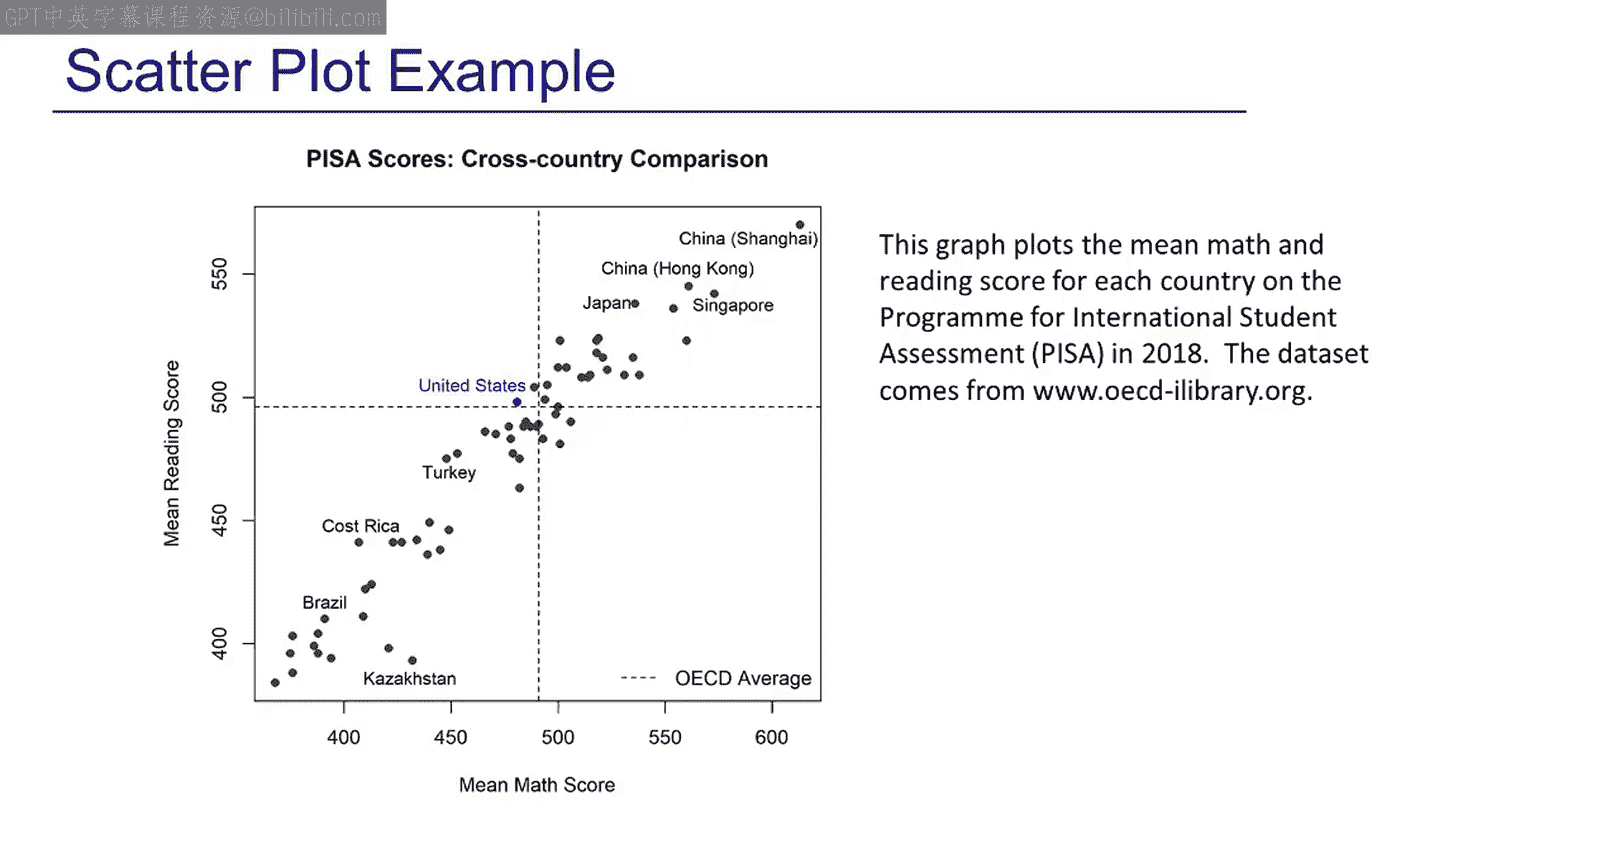 GPT中英字幕课程资源@bilibili.com
Scatter Plot Example
PISA Scores: Cross-country Comparison
China (Shanghai)
China (Hong Kong)
Japan
Singapore
United States
Turkey
Cost Rica
Brazil
Kazakhstan
OECD Average
Mean Reading Score
550
500
450
400
400 450 500 550 600
Mean Math Score
This graph plots the mean math and
reading score for each country on the
Programme for International Student
Assessment (PISA) in 2018. The dataset
comes from www.oecd-ilibrary.org.